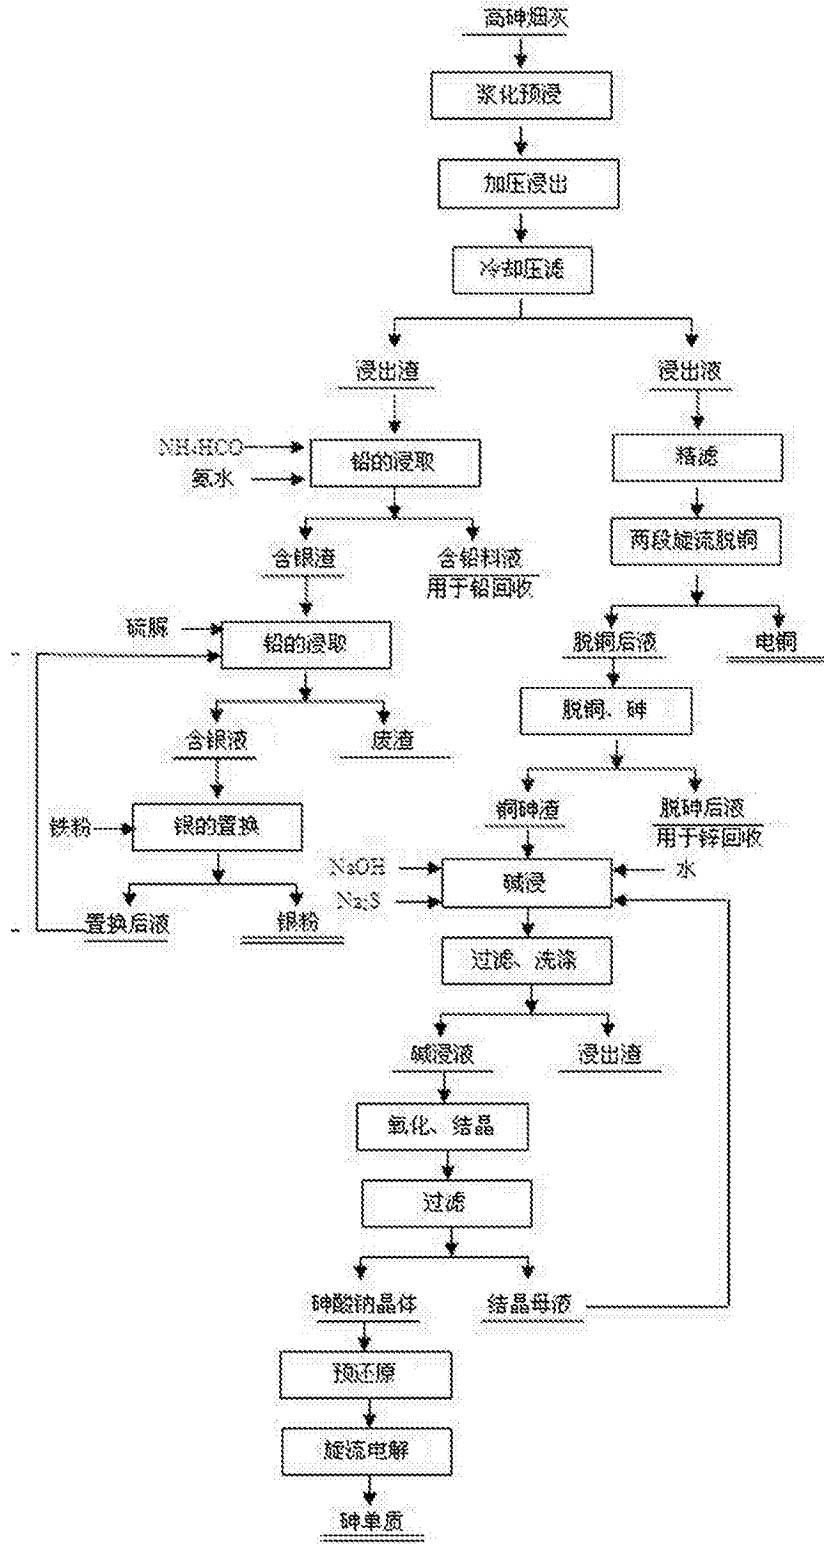 高砷烟灰
浆化预浸
加压浸出
冷却压滤
浸出渣
浸出液
NH₄HCO
氨水
铅的浸取
精滤
两段旋流脱铜
含银渣
含铅料液
用于铅回收
硫脲
铅的浸取
脱铜后液
电铜
脱铜、砷
含银液
废渣
铁粉
银的置换
铜砷渣
脱砷后液
用于锌回收
NaOH
Na₂S
碱浸
水
置换后液
银粉
过滤、洗涤
碱浸液
浸出渣
氧化、结晶
过滤
砷酸钠晶体
结晶母液
预还原
旋流电解
砷单质